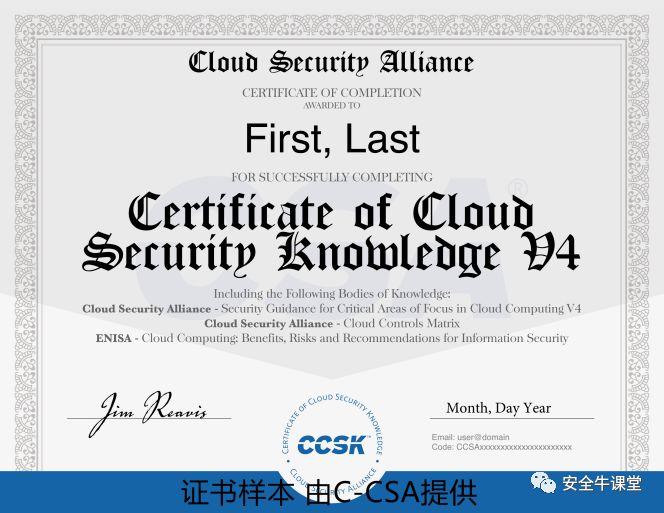 Cloud Security Alliance
CERTIFICATE OF COMPLETION
AWARDED TO
First, Last
FOR SUCCESSFULLY COMPLETING
CSA®
Certificate of Cloud
Security Knowledge V4
Including the Following Bodies of Knowledge:
Cloud Security Alliance - Security Guidance for Critical Areas of Focus in Cloud Computing V4
Cloud Security Alliance - Cloud Controls Matrix
ENISA - Cloud Computing: Benefits, Risks and Recommendations for Information Security
Jim Reavis
Month, Day Year
Email: user@domain
Code: CCSAxxxxxxxxxxxxxxxxxxxxxx
CERTIFICATE OF CLOUD SECURITY KNOWLEDGE
CCSK™
CLOUD SECURITY ALLIANCE
证书样本 由C-CSA提供
安全牛课堂